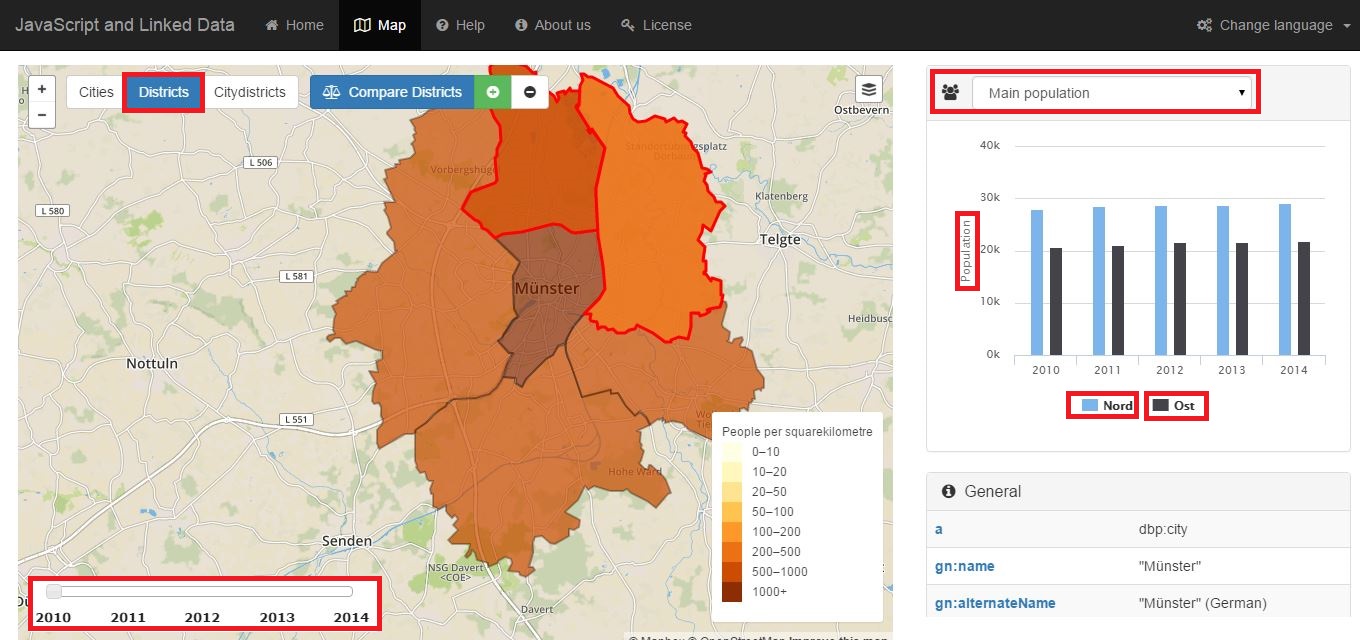 JavaScript and Linked Data Home Map Help About us License Change language
+
−
Cities Districts Citydistricts Compare Districts
Ostbevern
L 506
Vorbergshügel
Klatenberg
L 580
Telgte
L 581
Münster
Heidbusc
Nottuln
L 551
Hohe Ward
Senden
NSG Davert
<COE>
Davert
People per squarekilometre
0–10
10–20
20–50
50–100
100–200
200–500
500–1000
1000+
2010 2011 2012 2013 2014
© Mapbox © OpenStreetMap Improve this map
Main population
Population
40k
30k
20k
10k
0k
2010 2011 2012 2013 2014
Nord Ost
General
a dbp:city
gn:name "Münster"
gn:alternateName "Münster" (German)